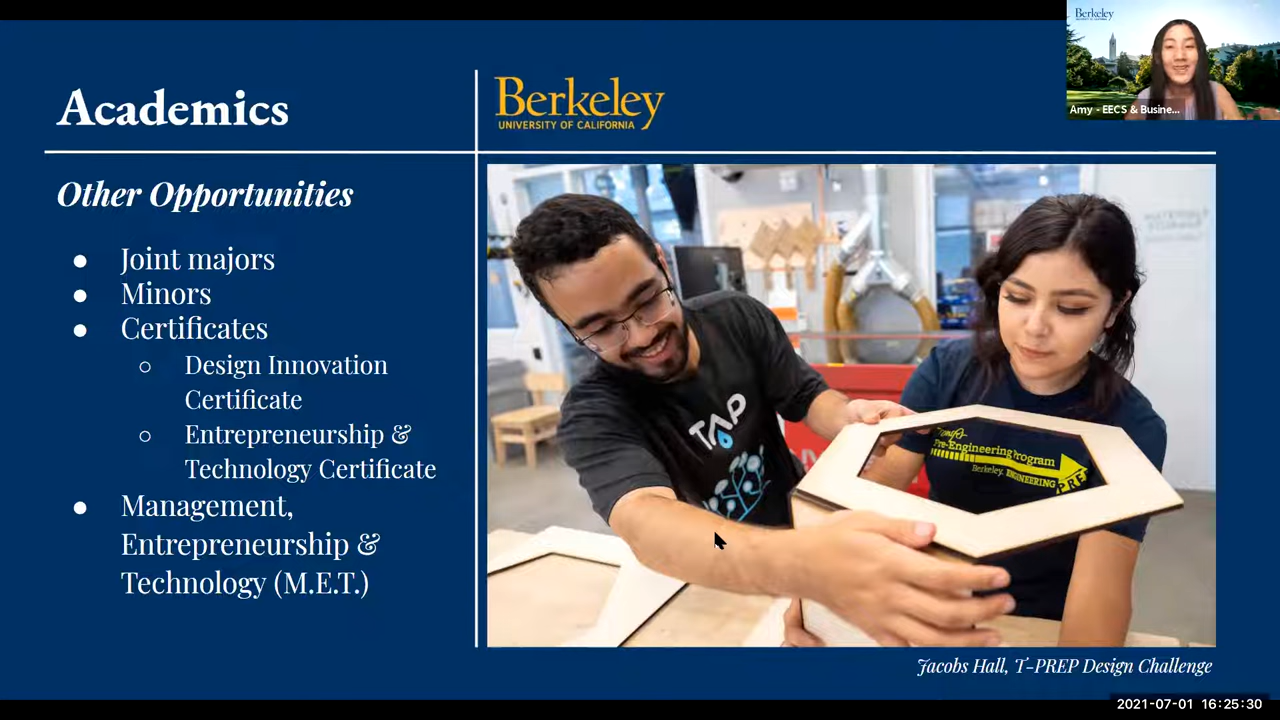 Berkeley
Amy - EECS & Busine...
Academics
Berkeley
UNIVERSITY OF CALIFORNIA
Other Opportunities
● Joint majors
● Minors
● Certificates
○ Design Innovation
Certificate
○ Entrepreneurship &
Technology Certificate
● Management,
Entrepreneurship &
Technology (M.E.T.)
TAP
Pre-Engineering Program
Berkeley ENGINEERING
PREP
Jacobs Hall, T-PREP Design Challenge
2021-07-01 16:25:30